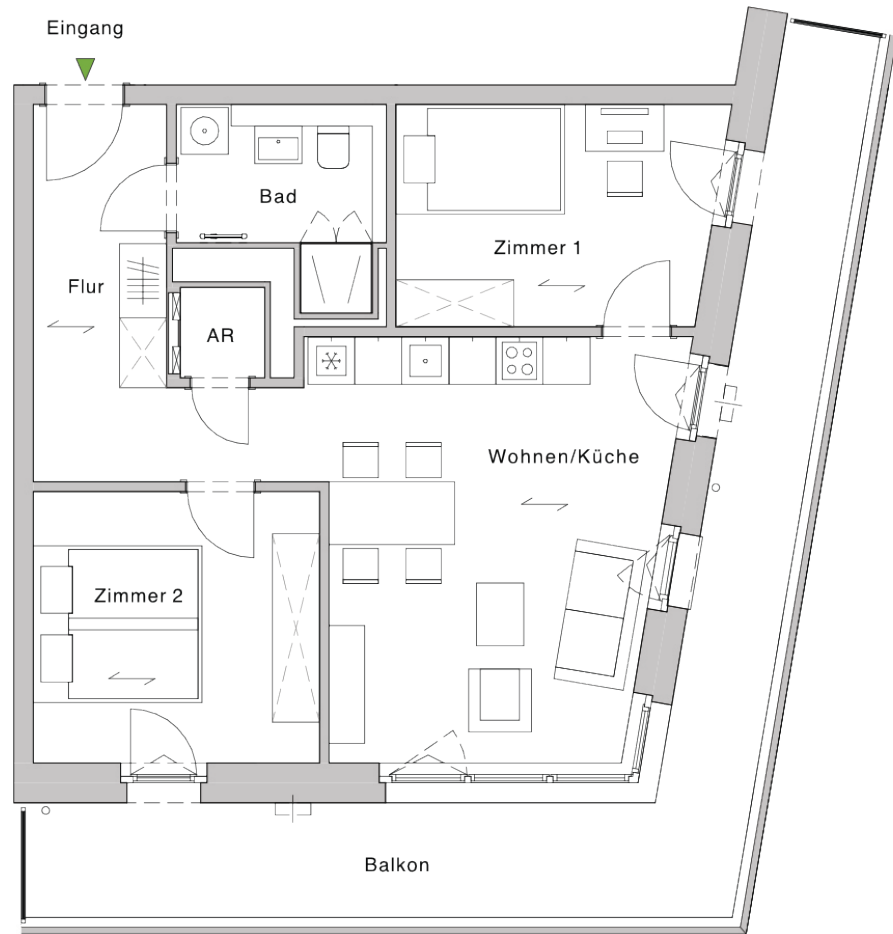 Eingang
Bad
Zimmer 1
Flur
AR
Wohnen/Küche
Zimmer 2
Balkon